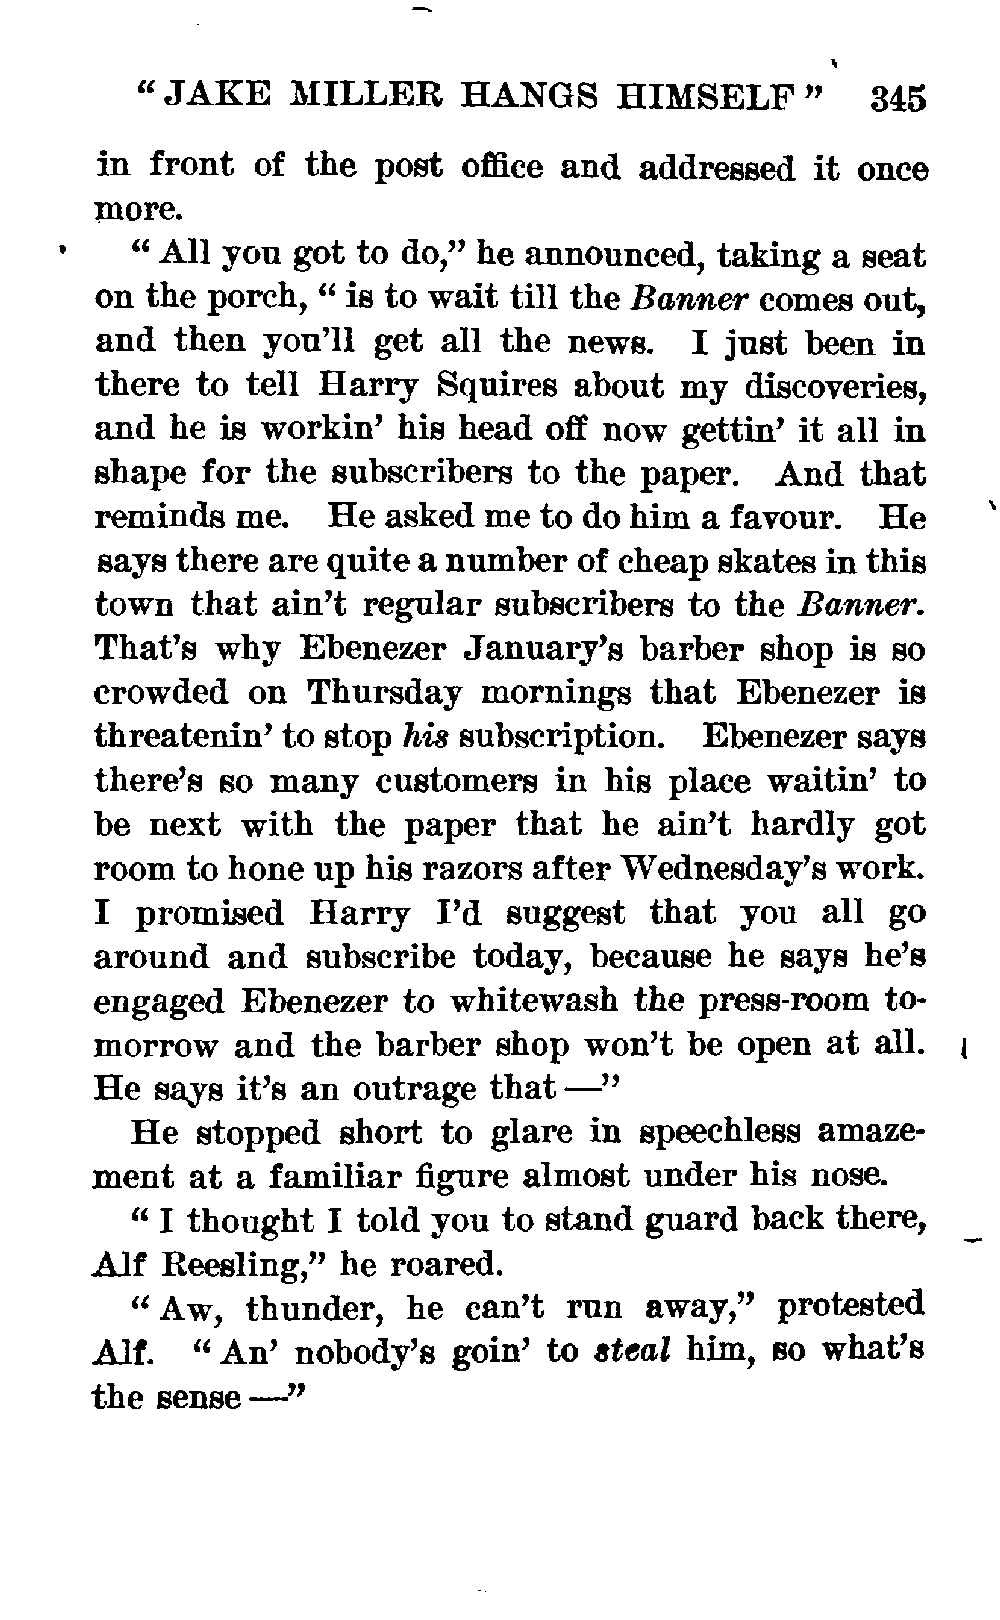 “ JAKE MILLER HANGS HIMSELF ” 345
in front of the post office and addressed it once
more.
“ All you got to do,” he announced, taking a seat
on the porch, “ is to wait till the Banner comes out,
and then you’ll get all the news. I just been in
there to tell Harry Squires about my discoveries,
and he is workin’ his head off now gettin’ it all in
shape for the subscribers to the paper. And that
reminds me. He asked me to do him a favour. He
says there are quite a number of cheap skates in this
town that ain’t regular subscribers to the Banner.
That’s why Ebenezer January’s barber shop is so
crowded on Thursday mornings that Ebenezer is
threatenin’ to stop his subscription. Ebenezer says
there’s so many customers in his place waitin’ to
be next with the paper that he ain’t hardly got
room to hone up his razors after Wednesday’s work.
I promised Harry I’d suggest that you all go
around and subscribe today, because he says he’s
engaged Ebenezer to whitewash the press-room to-
morrow and the barber shop won’t be open at all.
He says it’s an outrage that —”
He stopped short to glare in speechless amaze-
ment at a familiar figure almost under his nose.
“ I thought I told you to stand guard back there,
Alf Reesling,” he roared.
“ Aw, thunder, he can’t run away,” protested
Alf. “ An’ nobody’s goin’ to steal him, so what’s
the sense —”